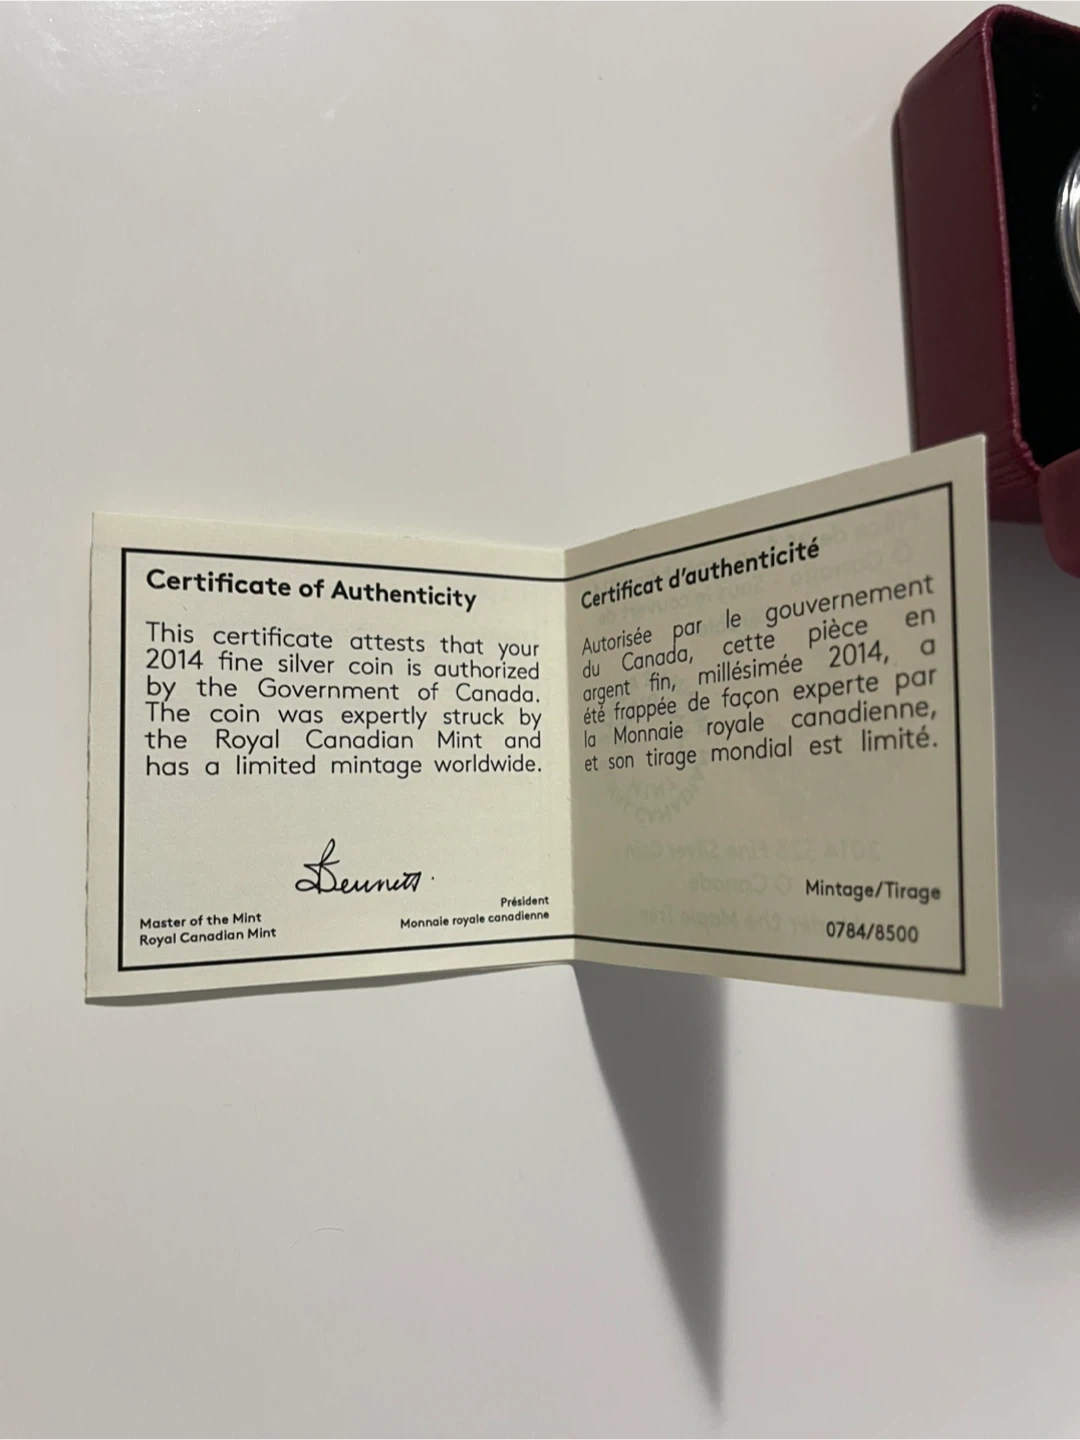 Certificate of Authenticity
This certificate attests that your
2014 fine silver coin is authorized
by the Government of Canada.
The coin was expertly struck by
the Royal Canadian Mint and
has a limited mintage worldwide.
Bennett
Master of the Mint
Royal Canadian Mint
Président
Monnaie royale canadienne
Certificat d'authenticité
Autorisée par le gouvernement
du Canada, cette pièce en
argent fin, millésimée 2014, a
été frappée de façon experte par
la Monnaie royale canadienne,
et son tirage mondial est limité.
Mintage/Tirage
0784/8500